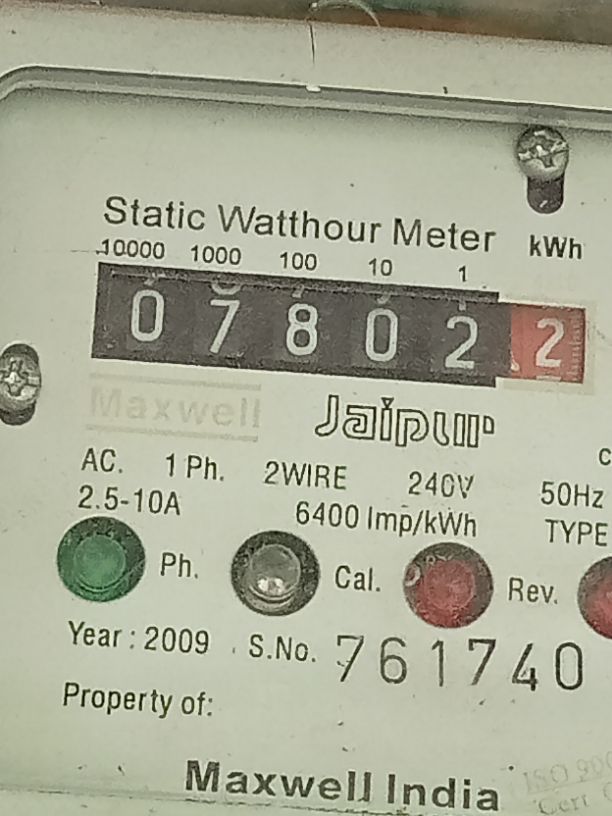 Static Watthour Meter kWh
10000 1000 100 10 1
0 7 8 0 2 2
Maxwell
Jaipur
AC. 1 Ph. 2WIRE 240V 50Hz
2.5-10A 6400 Imp/kWh TYPE
Ph. Cal. Rev.
Year : 2009 S.No. 761740
Property of:
Maxwell India
ISO
Cert